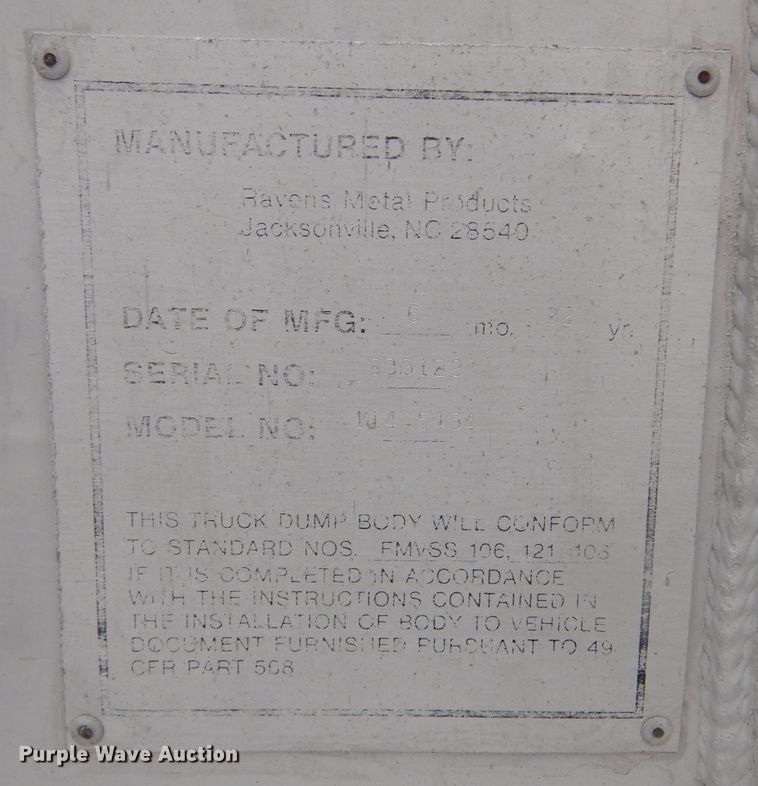 MANUFACTURED BY:
Ravens Metal Products
Jacksonville, NC 28540
DATE OF MFG: 6 mo. yr.
SERIAL NO:
MODEL NO:
THIS TRUCK DUMP BODY WILL CONFORM
TO STANDARD NOS. FMVSS 106, 121, 108
IF IT IS COMPLETED IN ACCORDANCE
WITH THE INSTRUCTIONS CONTAINED IN
THE INSTALLATION OF BODY TO VEHICLE
DOCUMENT FURNISHED PURSUANT TO 49
CFR PART 568
Purple Wave Auction